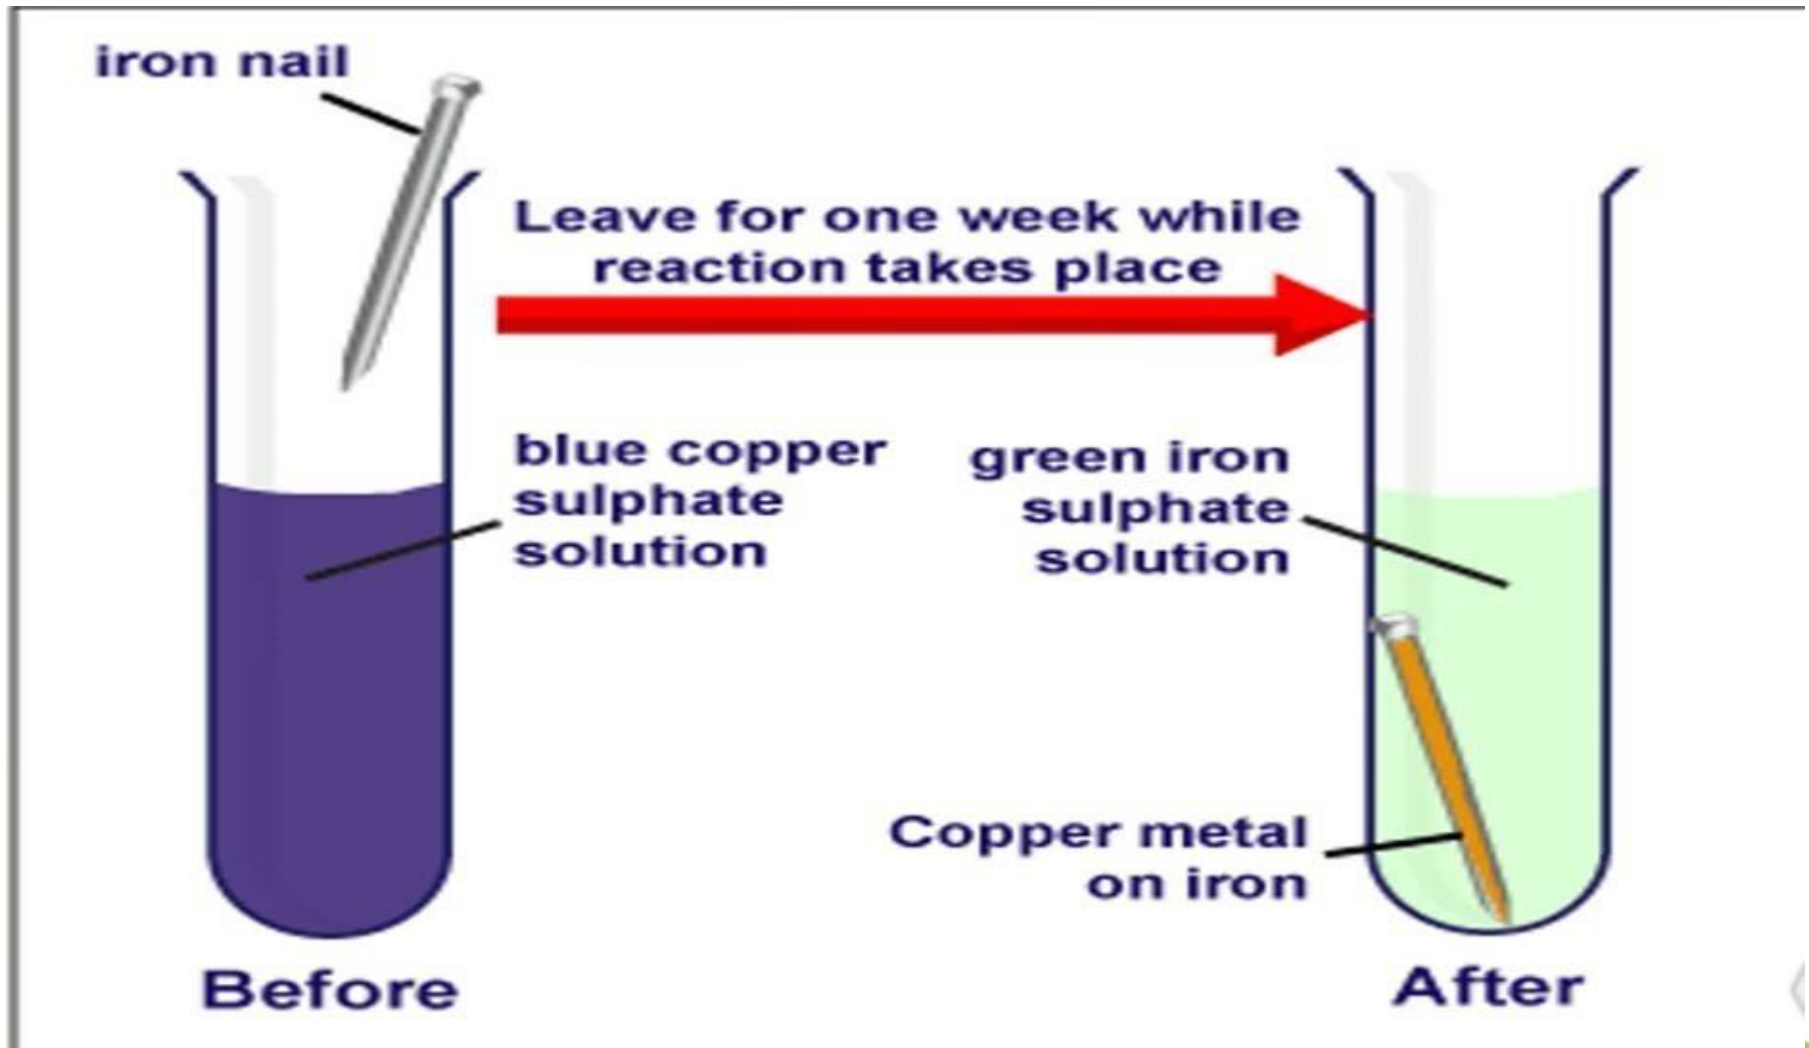 iron nail
Leave for one week while
reaction takes place
blue copper
sulphate
solution
green iron
sulphate
solution
Copper metal
on iron
Before
After